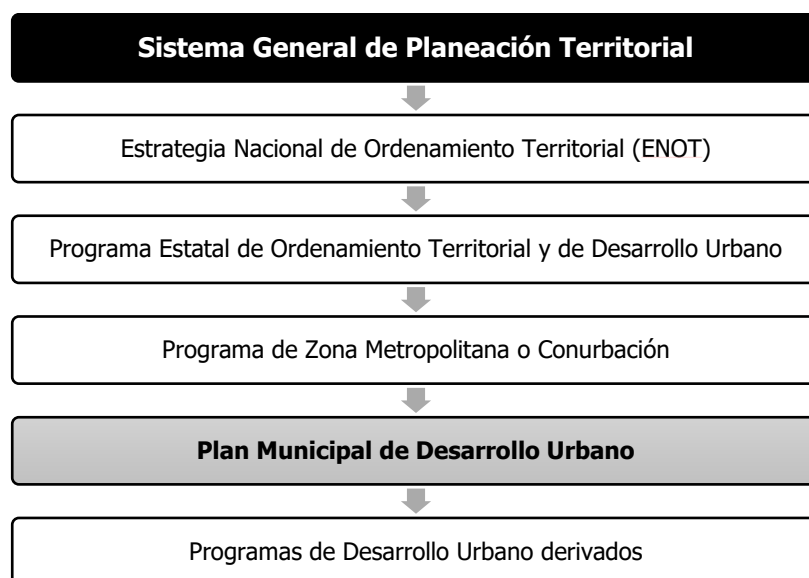 Sistema General de Planeación Territorial
Estrategia Nacional de Ordenamiento Territorial (ENOT)
Programa Estatal de Ordenamiento Territorial y de Desarrollo Urbano
Programa de Zona Metropolitana o Conurbación
Plan Municipal de Desarrollo Urbano
Programas de Desarrollo Urbano derivados